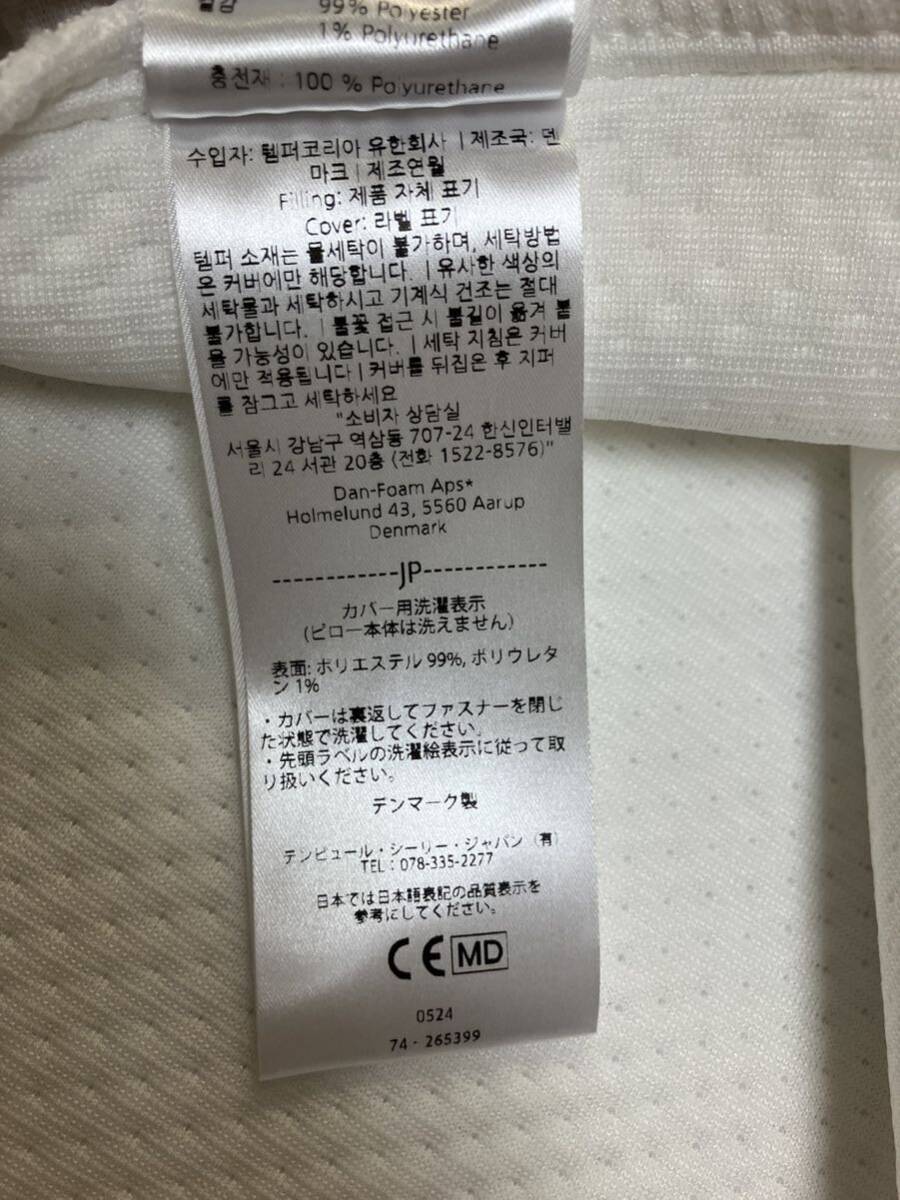 겉감 99% Polyester
1% Polyurethane
충전재 : 100 % Polyurethane
수입자: 템퍼코리아 유한회사 | 제조국: 덴
마크 | 제조연월
Filling: 제품 자체 표기
Cover: 라벨 표기
템퍼 소재는 물세탁이 불가하며, 세탁방법
은 커버에만 해당합니다. | 유사한 색상의
세탁물과 세탁하시고 기계식 건조는 절대
불가합니다. | 불꽃 접근 시 불길이 옮겨 붙
을 가능성이 있습니다. | 세탁 지침은 커버
에만 적용됩니다 | 커버를 뒤집은 후 지퍼
를 잠그고 세탁하세요
"소비자 상담실
서울시 강남구 역삼동 707-24 한신인터밸
리 24 서관 20층 (전화 1522-8576)"
Dan-Foam Aps*
Holmelund 43, 5560 Aarup
Denmark
------------JP------------
カバー用洗濯表示
(ピロー本体は洗えません)
表面: ポリエステル 99%, ポリウレタ
ン 1%
・カバーは裏返してファスナーを閉じ
た状態で洗濯してください。
・先頭ラベルの洗濯絵表示に従って取
り扱いください。
デンマーク製
テンピュール・シーリー・ジャパン (有)
TEL : 078-335-2277
日本では日本語表記の品質表示を
参考にしてください。
CE MD
0524
74 - 265399